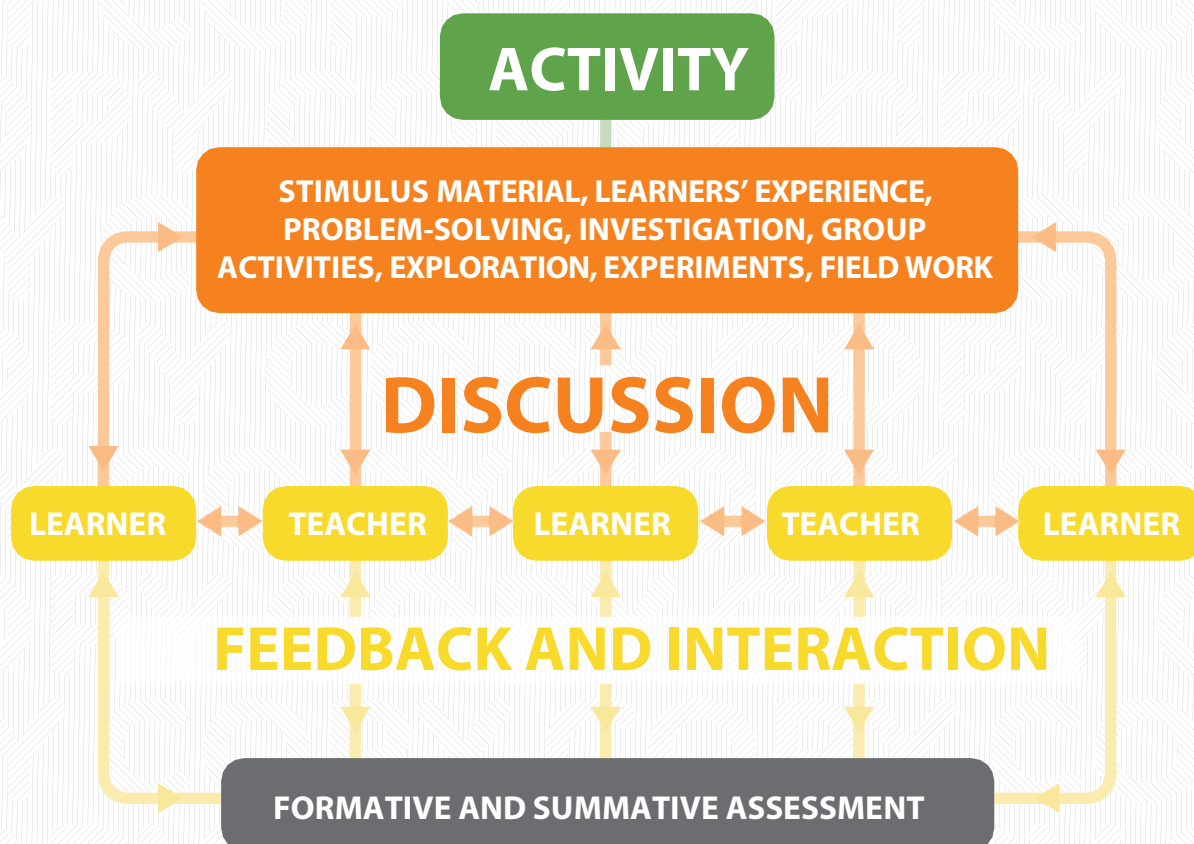 ACTIVITY
STIMULUS MATERIAL, LEARNERS’ EXPERIENCE,
PROBLEM-SOLVING, INVESTIGATION, GROUP
ACTIVITIES, EXPLORATION, EXPERIMENTS, FIELD WORK
DISCUSSION
LEARNER TEACHER LEARNER TEACHER LEARNER
FEEDBACK AND INTERACTION
FORMATIVE AND SUMMATIVE ASSESSMENT